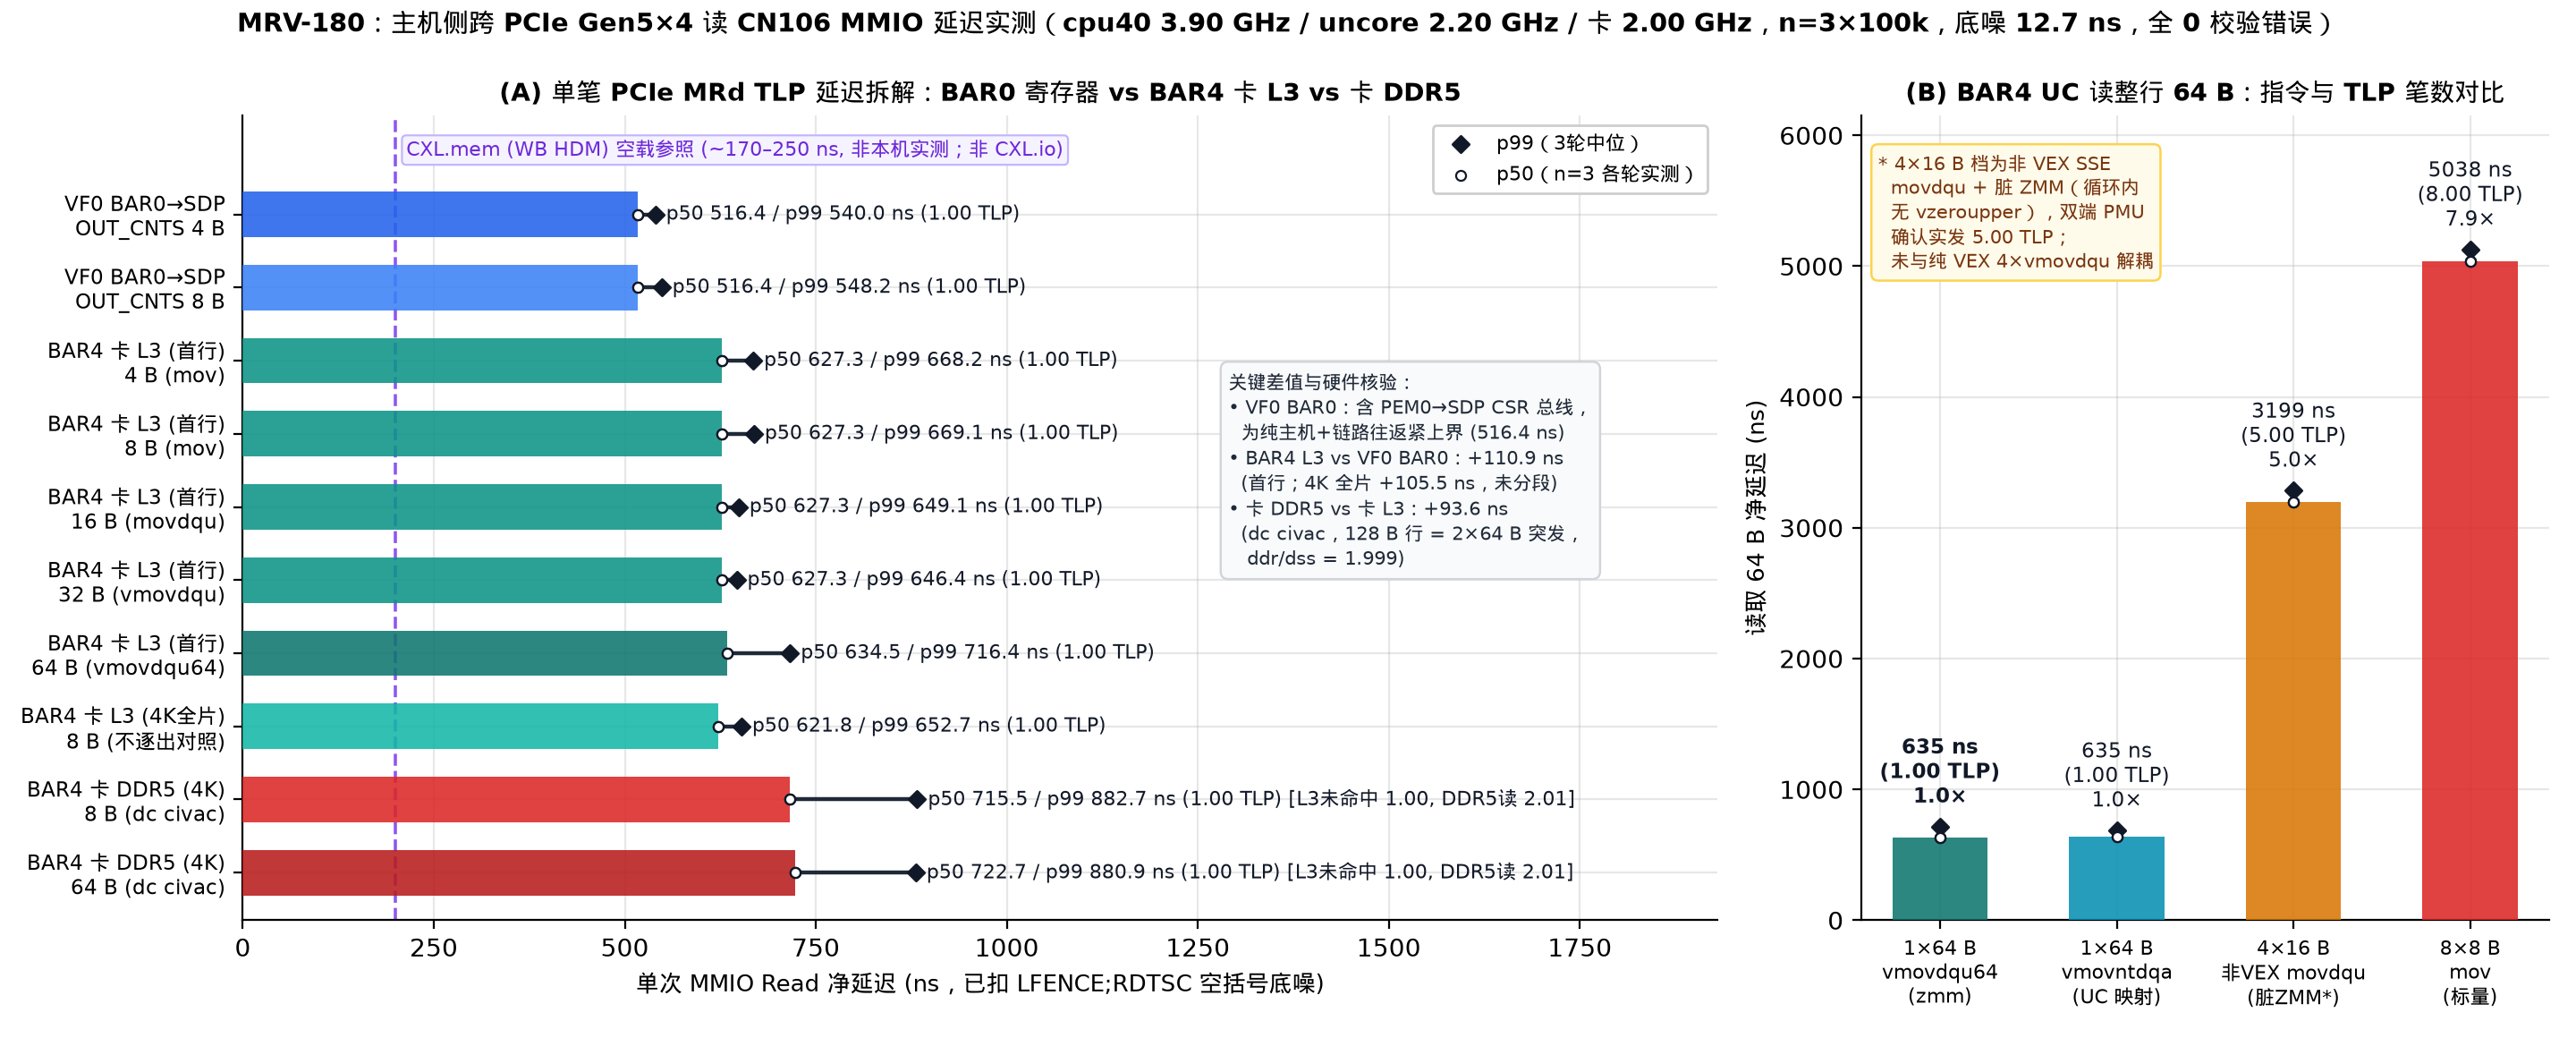 MRV-180：主机侧跨 PCIe Gen5×4 读 CN106 MMIO 延迟实测（cpu40 3.90 GHz / uncore 2.20 GHz / 卡 2.00 GHz，n=3×100k，底噪 12.7 ns，全 0 校验错误）
(A) 单笔 PCIe MRd TLP 延迟拆解：BAR0 寄存器 vs BAR4 卡 L3 vs 卡 DDR5
CXL.mem (WB HDM) 空载参照 (~170–250 ns, 非本机实测；非 CXL.io)
p99（3轮中位）
p50（n=3 各轮实测）
VF0 BAR0→SDP
OUT_CNTS 4 B
p50 516.4 / p99 540.0 ns (1.00 TLP)
VF0 BAR0→SDP
OUT_CNTS 8 B
p50 516.4 / p99 548.2 ns (1.00 TLP)
BAR4 卡 L3 (首行)
4 B (mov)
p50 627.3 / p99 668.2 ns (1.00 TLP)
BAR4 卡 L3 (首行)
8 B (mov)
p50 627.3 / p99 669.1 ns (1.00 TLP)
BAR4 卡 L3 (首行)
16 B (movdqu)
p50 627.3 / p99 649.1 ns (1.00 TLP)
BAR4 卡 L3 (首行)
32 B (vmovdqu)
p50 627.3 / p99 646.4 ns (1.00 TLP)
BAR4 卡 L3 (首行)
64 B (vmovdqu64)
p50 634.5 / p99 716.4 ns (1.00 TLP)
BAR4 卡 L3 (4K全片)
8 B (不逐出对照)
p50 621.8 / p99 652.7 ns (1.00 TLP)
BAR4 卡 DDR5 (4K)
8 B (dc civac)
p50 715.5 / p99 882.7 ns (1.00 TLP) [L3未命中 1.00, DDR5读 2.01]
BAR4 卡 DDR5 (4K)
64 B (dc civac)
p50 722.7 / p99 880.9 ns (1.00 TLP) [L3未命中 1.00, DDR5读 2.01]
关键差值与硬件核验：
• VF0 BAR0：含 PEM0→SDP CSR 总线，
为纯主机+链路往返紧上界 (516.4 ns)
• BAR4 L3 vs VF0 BAR0：+110.9 ns
(首行；4K 全片 +105.5 ns，未分段)
• 卡 DDR5 vs 卡 L3：+93.6 ns
(dc civac，128 B 行 = 2×64 B 突发，
ddr/dss = 1.999)
0 250 500 750 1000 1250 1500 1750
单次 MMIO Read 净延迟 (ns，已扣 LFENCE;RDTSC 空括号底噪)
(B) BAR4 UC 读整行 64 B：指令与 TLP 笔数对比
读取 64 B 净延迟 (ns)
6000
5000
4000
3000
2000
1000
0
* 4×16 B 档为非 VEX SSE
movdqu + 脏 ZMM（循环内
无 vzeroupper），双端 PMU
确认实发 5.00 TLP；
未与纯 VEX 4×vmovdqu 解耦
635 ns
(1.00 TLP)
1.0×
635 ns
(1.00 TLP)
1.0×
3199 ns
(5.00 TLP)
5.0×
5038 ns
(8.00 TLP)
7.9×
1×64 B
vmovdqu64
(zmm)
1×64 B
vmovntdqa
(UC 映射)
4×16 B
非VEX movdqu
(脏ZMM*)
8×8 B
mov
(标量)